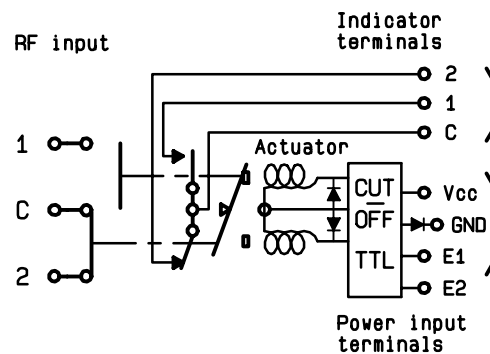 Indicator
terminals
RF input
2
1
C
1
Actuator
CUT
OFF
TTL
Vcc
C
GND
E1
2
E2
Power input
terminals